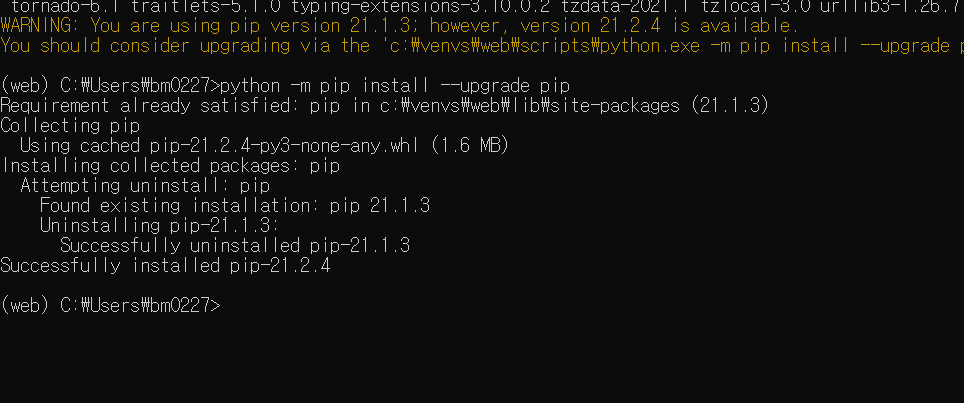 tornado-6.1 traitlets-5.1.0 typing-extensions-3.10.0.2 tzdata-2021.1 tzlocal-3.0 urllib3-1.26.7
WARNING: You are using pip version 21.1.3; however, version 21.2.4 is available.
You should consider upgrading via the 'c:₩venvs₩web₩scripts₩python.exe -m pip install --upgrade p
(web) C:₩Users₩bm0227>python -m pip install --upgrade pip
Requirement already satisfied: pip in c:₩venvs₩web₩lib₩site-packages (21.1.3)
Collecting pip
Using cached pip-21.2.4-py3-none-any.whl (1.6 MB)
Installing collected packages: pip
Attempting uninstall: pip
Found existing installation: pip 21.1.3
Uninstalling pip-21.1.3:
Successfully uninstalled pip-21.1.3
Successfully installed pip-21.2.4
(web) C:₩Users₩bm0227>